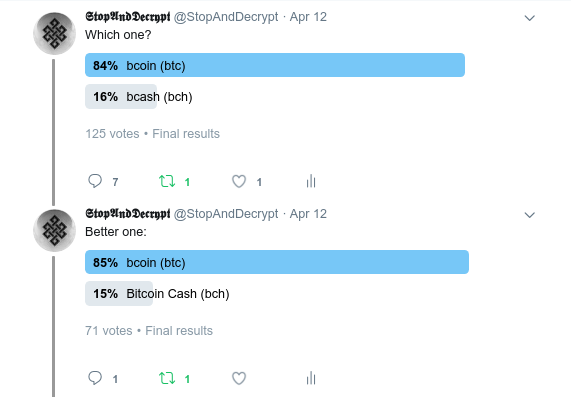 StopAndDecrypt @StopAndDecrypt · Apr 12
Which one?
84% bcoin (btc)
16% bcash (bch)
125 votes • Final results
7 1 1
StopAndDecrypt @StopAndDecrypt · Apr 12
Better one:
85% bcoin (btc)
15% Bitcoin Cash (bch)
71 votes • Final results
1 1